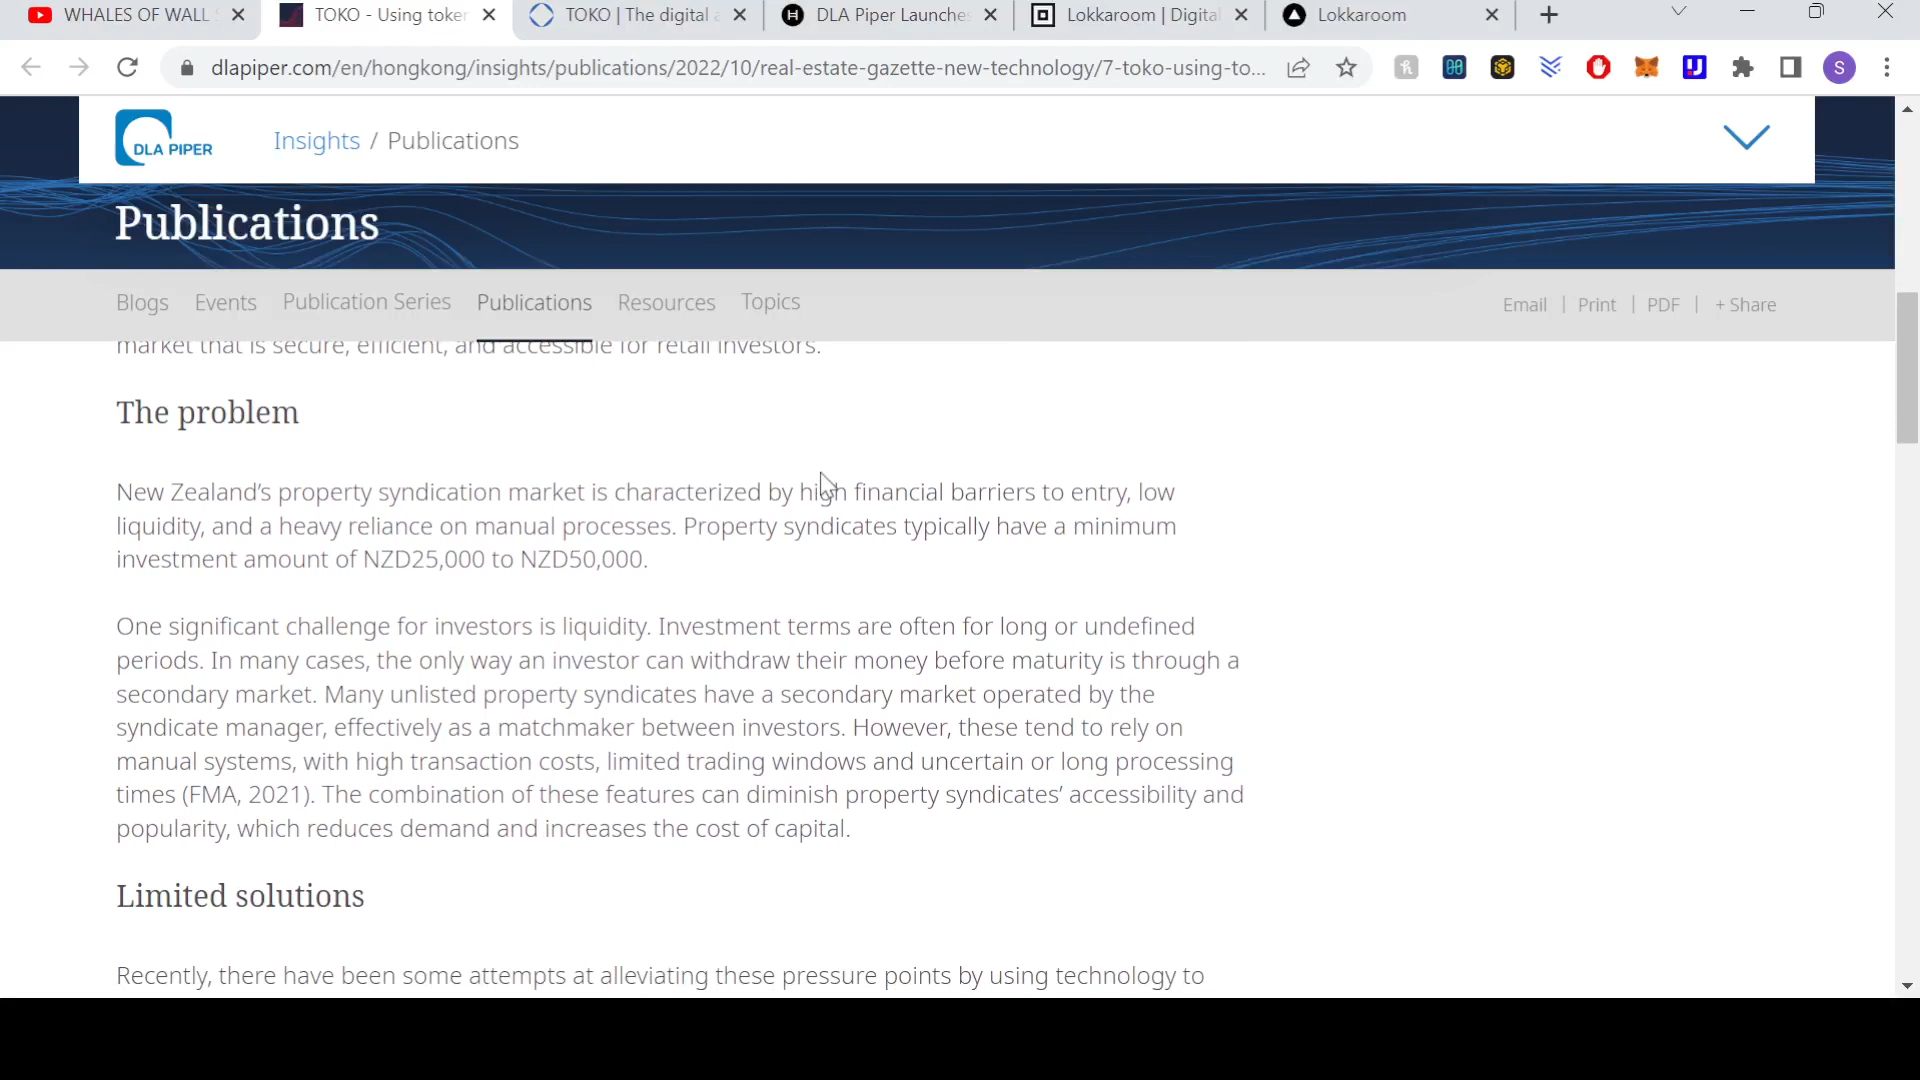 WHALES OF WALL
TOKO - Using token
TOKO | The digital a
DLA Piper Launches
Lokkaroom | Digital
Lokkaroom
dlapiper.com/en/hongkong/insights/publications/2022/10/real-estate-gazette-new-technology/7-toko-using-to...
S
DLA PIPER
Insights / Publications
Publications
Blogs Events Publication Series Publications Resources Topics
Email | Print | PDF | + Share
market that is secure, efficient, and accessible for retail investors.
The problem
New Zealand's property syndication market is characterized by high financial barriers to entry, low
liquidity, and a heavy reliance on manual processes. Property syndicates typically have a minimum
investment amount of NZD25,000 to NZD50,000.
One significant challenge for investors is liquidity. Investment terms are often for long or undefined
periods. In many cases, the only way an investor can withdraw their money before maturity is through a
secondary market. Many unlisted property syndicates have a secondary market operated by the
syndicate manager, effectively as a matchmaker between investors. However, these tend to rely on
manual systems, with high transaction costs, limited trading windows and uncertain or long processing
times (FMA, 2021). The combination of these features can diminish property syndicates' accessibility and
popularity, which reduces demand and increases the cost of capital.
Limited solutions
Recently, there have been some attempts at alleviating these pressure points by using technology to